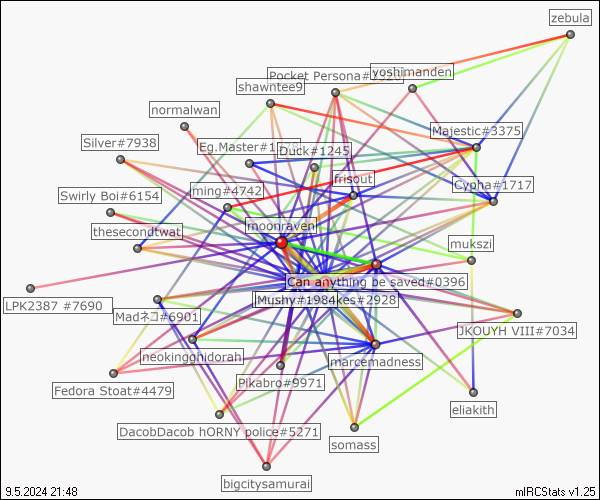 zebula
Pocket Persona#
yoshimanden
shawntee9
normalwan
Majestic#3375
Silver#7938
Eg.Master#1
Duck#1245
frisout
Cypha#1717
ming#4742
Swirly Boi#6154
moonraven
thesecondtwat
mukszi
Can anything be saved#0396
Mushy#1984
kes#2928
LPK2387 #7690
Madネコ#6901
JKOUYH VIII#7034
neokingghidorah
marcemadness
Pikabro#9971
Fedora Stoat#4479
eliakith
DacobDacob hORNY police#5271
somass
bigcitysamurai
9.5.2024 21:48
mIRCStats v1.25